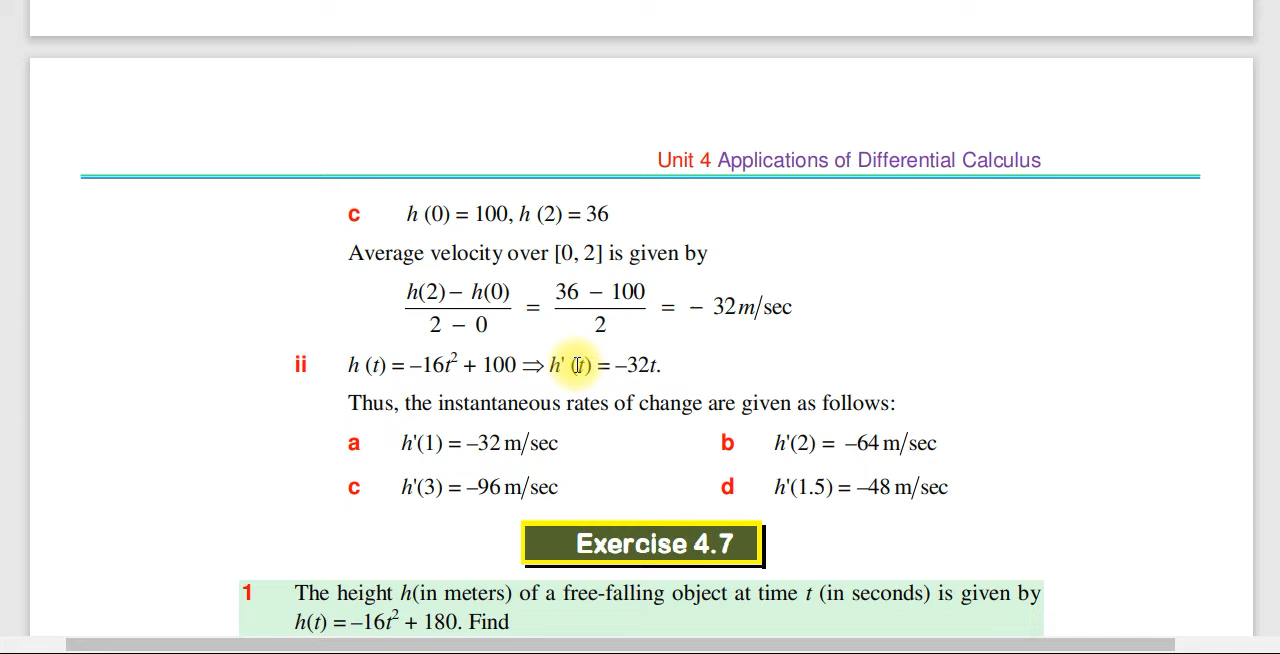 Unit 4 Applications of Differential Calculus
c h (0) = 100, h (2) = 36
Average velocity over [0, 2] is given by
h(2) − h(0) / 2 − 0 = 36 − 100 / 2 = − 32 m/sec
ii h (t) = –16t² + 100 ⇒ h' (t) = –32t.
Thus, the instantaneous rates of change are given as follows:
a h'(1) = –32 m/sec b h'(2) = –64 m/sec
c h'(3) = –96 m/sec d h'(1.5) = –48 m/sec
Exercise 4.7
1 The height h(in meters) of a free-falling object at time t (in seconds) is given by
h(t) = –16t² + 180. Find